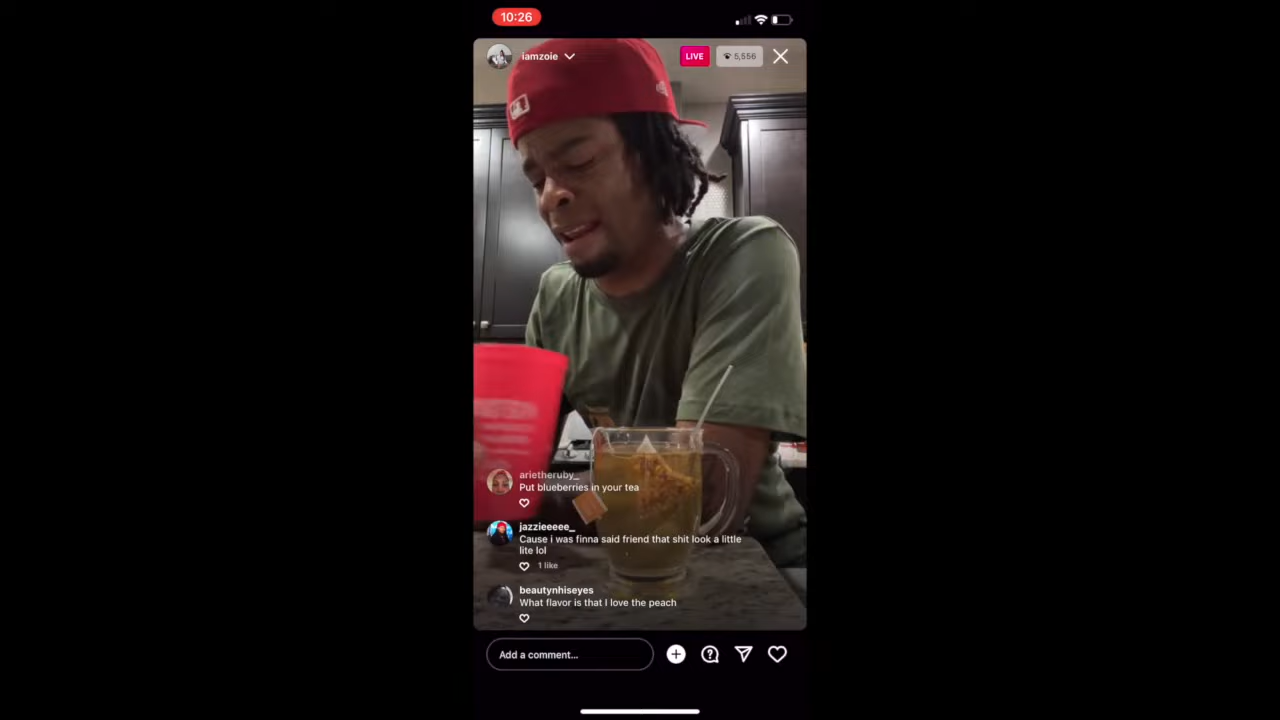 10:26
iamzoie
LIVE
5,556
arietheruby_
Put blueberries in your tea
jazzieeeee_
Cause i was finna said friend that shit look a little
lite lol
1 like
beautynhiseyes
What flavor is that I love the peach
Add a comment...